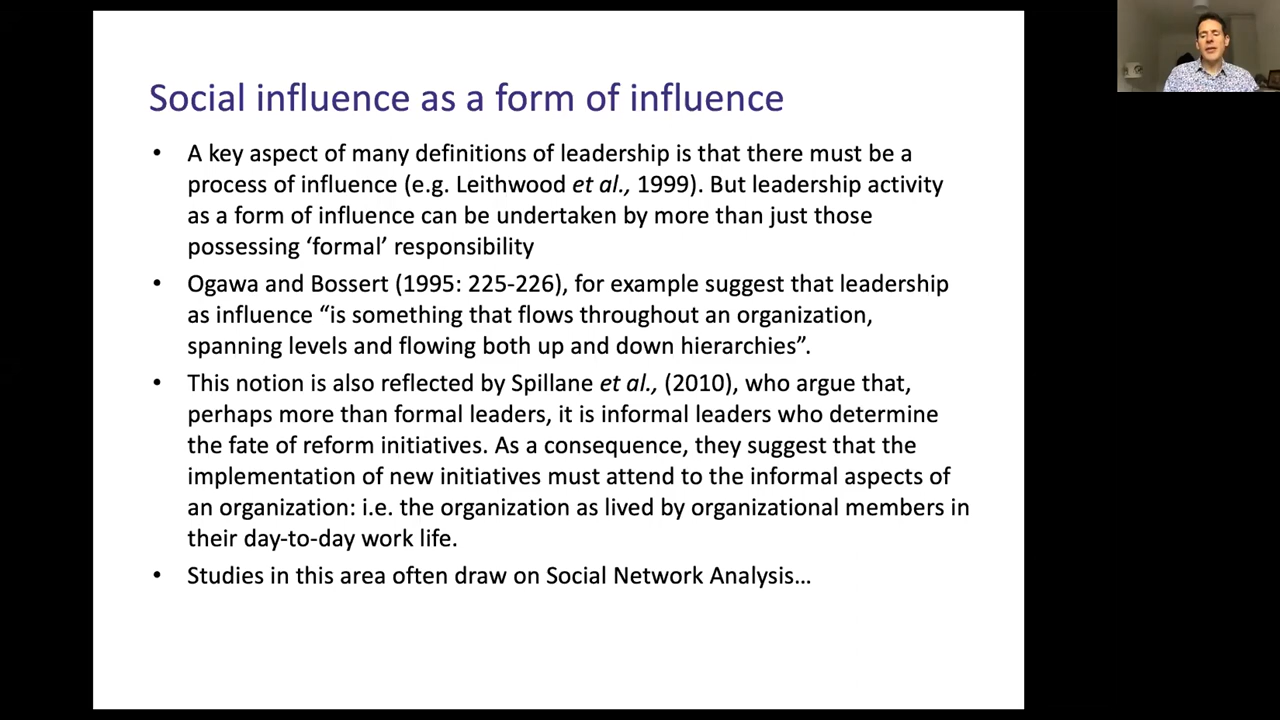 Social influence as a form of influence
• A key aspect of many definitions of leadership is that there must be a
process of influence (e.g. Leithwood et al., 1999). But leadership activity
as a form of influence can be undertaken by more than just those
possessing ‘formal’ responsibility
• Ogawa and Bossert (1995: 225-226), for example suggest that leadership
as influence “is something that flows throughout an organization,
spanning levels and flowing both up and down hierarchies”.
• This notion is also reflected by Spillane et al., (2010), who argue that,
perhaps more than formal leaders, it is informal leaders who determine
the fate of reform initiatives. As a consequence, they suggest that the
implementation of new initiatives must attend to the informal aspects of
an organization: i.e. the organization as lived by organizational members in
their day-to-day work life.
• Studies in this area often draw on Social Network Analysis…